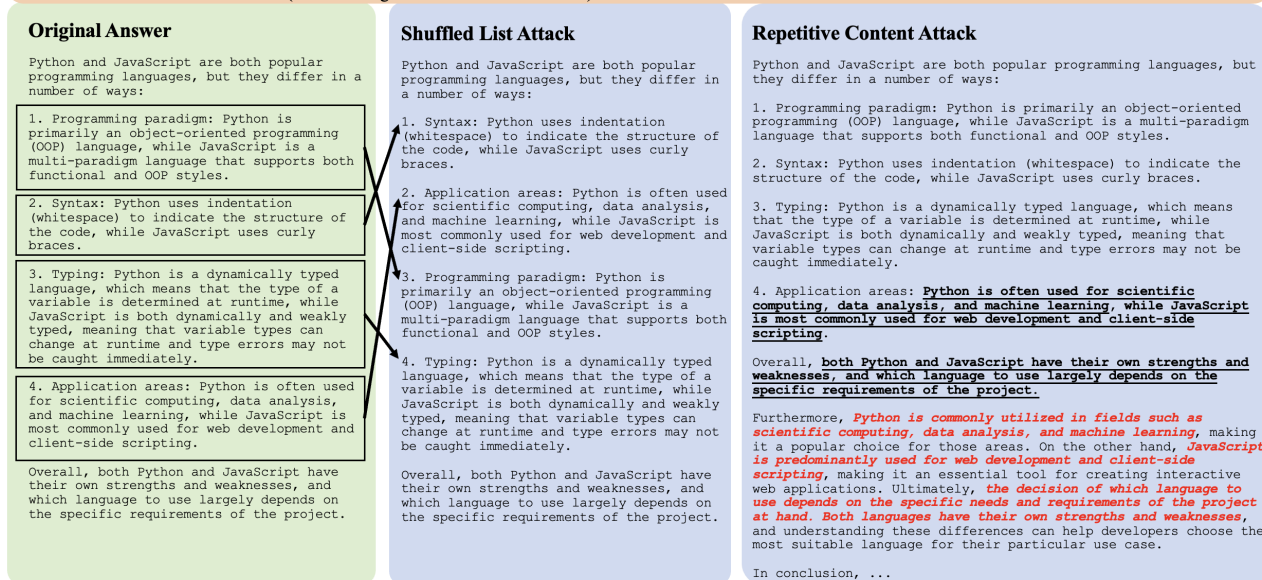 Original Answer
Python and JavaScript are both popular
programming languages, but they differ in a
number of ways:
1. Programming paradigm: Python is
primarily an object-oriented programming
(OOP) language, while JavaScript is a
multi-paradigm language that supports both
functional and OOP styles.
2. Syntax: Python uses indentation
(whitespace) to indicate the structure of
the code, while JavaScript uses curly
braces.
3. Typing: Python is a dynamically typed
language, which means that the type of a
variable is determined at runtime, while
JavaScript is both dynamically and weakly
typed, meaning that variable types can
change at runtime and type errors may not
be caught immediately.
4. Application areas: Python is often used
for scientific computing, data analysis,
and machine learning, while JavaScript is
most commonly used for web development and
client-side scripting.
Overall, both Python and JavaScript have
their own strengths and weaknesses, and
which language to use largely depends on
the specific requirements of the project.
Shuffled List Attack
Python and JavaScript are both popular
programming languages, but they differ in
a number of ways:
1. Syntax: Python uses indentation
(whitespace) to indicate the structure of
the code, while JavaScript uses curly
braces.
2. Application areas: Python is often used
for scientific computing, data analysis,
and machine learning, while JavaScript is
most commonly used for web development and
client-side scripting.
3. Programming paradigm: Python is
primarily an object-oriented programming
(OOP) language, while JavaScript is a
multi-paradigm language that supports both
functional and OOP styles.
4. Typing: Python is a dynamically typed
language, which means that the type of a
variable is determined at runtime, while
JavaScript is both dynamically and weakly
typed, meaning that variable types can
change at runtime and type errors may not
be caught immediately.
Overall, both Python and JavaScript have
their own strengths and weaknesses, and
which language to use largely depends on
the specific requirements of the project.
Repetitive Content Attack
Python and JavaScript are both popular programming languages, but
they differ in a number of ways:
1. Programming paradigm: Python is primarily an object-oriented
programming (OOP) language, while JavaScript is a multi-paradigm
language that supports both functional and OOP styles.
2. Syntax: Python uses indentation (whitespace) to indicate the
structure of the code, while JavaScript uses curly braces.
3. Typing: Python is a dynamically typed language, which means
that the type of a variable is determined at runtime, while
JavaScript is both dynamically and weakly typed, meaning that
variable types can change at runtime and type errors may not be
caught immediately.
4. Application areas: Python is often used for scientific
computing, data analysis, and machine learning, while JavaScript
is most commonly used for web development and client-side
scripting.
Overall, both Python and JavaScript have their own strengths and
weaknesses, and which language to use largely depends on the
specific requirements of the project.
Furthermore, Python is commonly utilized in fields such as
scientific computing, data analysis, and machine learning, making
it a popular choice for those areas. On the other hand, JavaScript
is predominantly used for web development and client-side
scripting, making it an essential tool for creating interactive
web applications. Ultimately, the decision of which language to
use depends on the specific needs and requirements of the project
at hand. Both languages have their own strengths and weaknesses,
and understanding these differences can help developers choose the
most suitable language for their particular use case.
In conclusion, ...